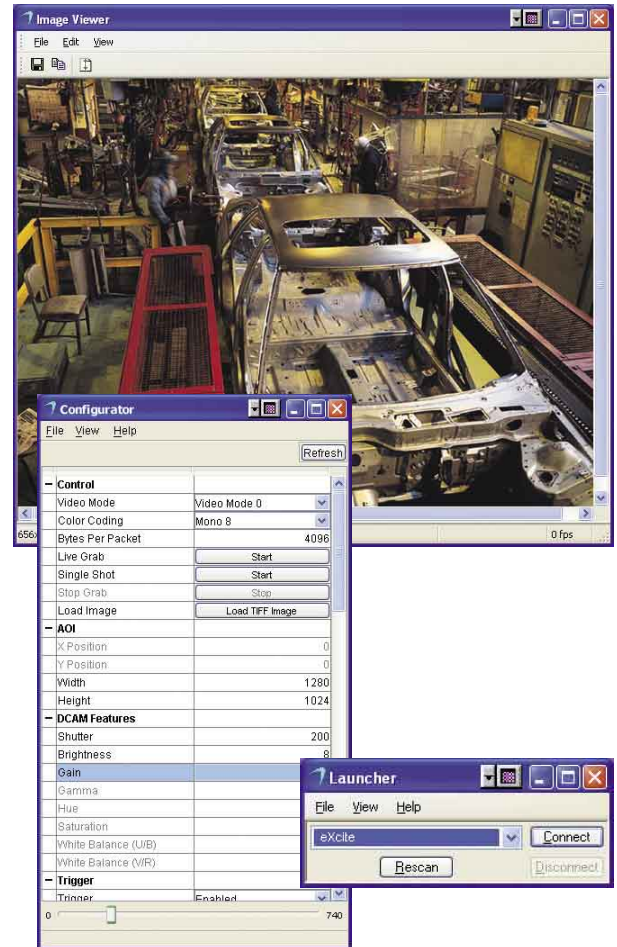 Image Viewer
File Edit View
656x
0 fps
Configurator
File View Help
Refresh
Control
Video Mode Video Mode 0
Color Coding Mono 8
Bytes Per Packet 4096
Live Grab Start
Single Shot Start
Stop Grab Stop
Load Image Load TIFF Image
AOI
X Position 0
Y Position 0
Width 1280
Height 1024
DCAM Features
Shutter 200
Brightness 8
Gain
Gamma
Hue
Saturation
White Balance (U/B)
White Balance (V/R)
Trigger
Trigger Enabled
0 740
Launcher
File View Help
eXcite Connect
Rescan Disconnect